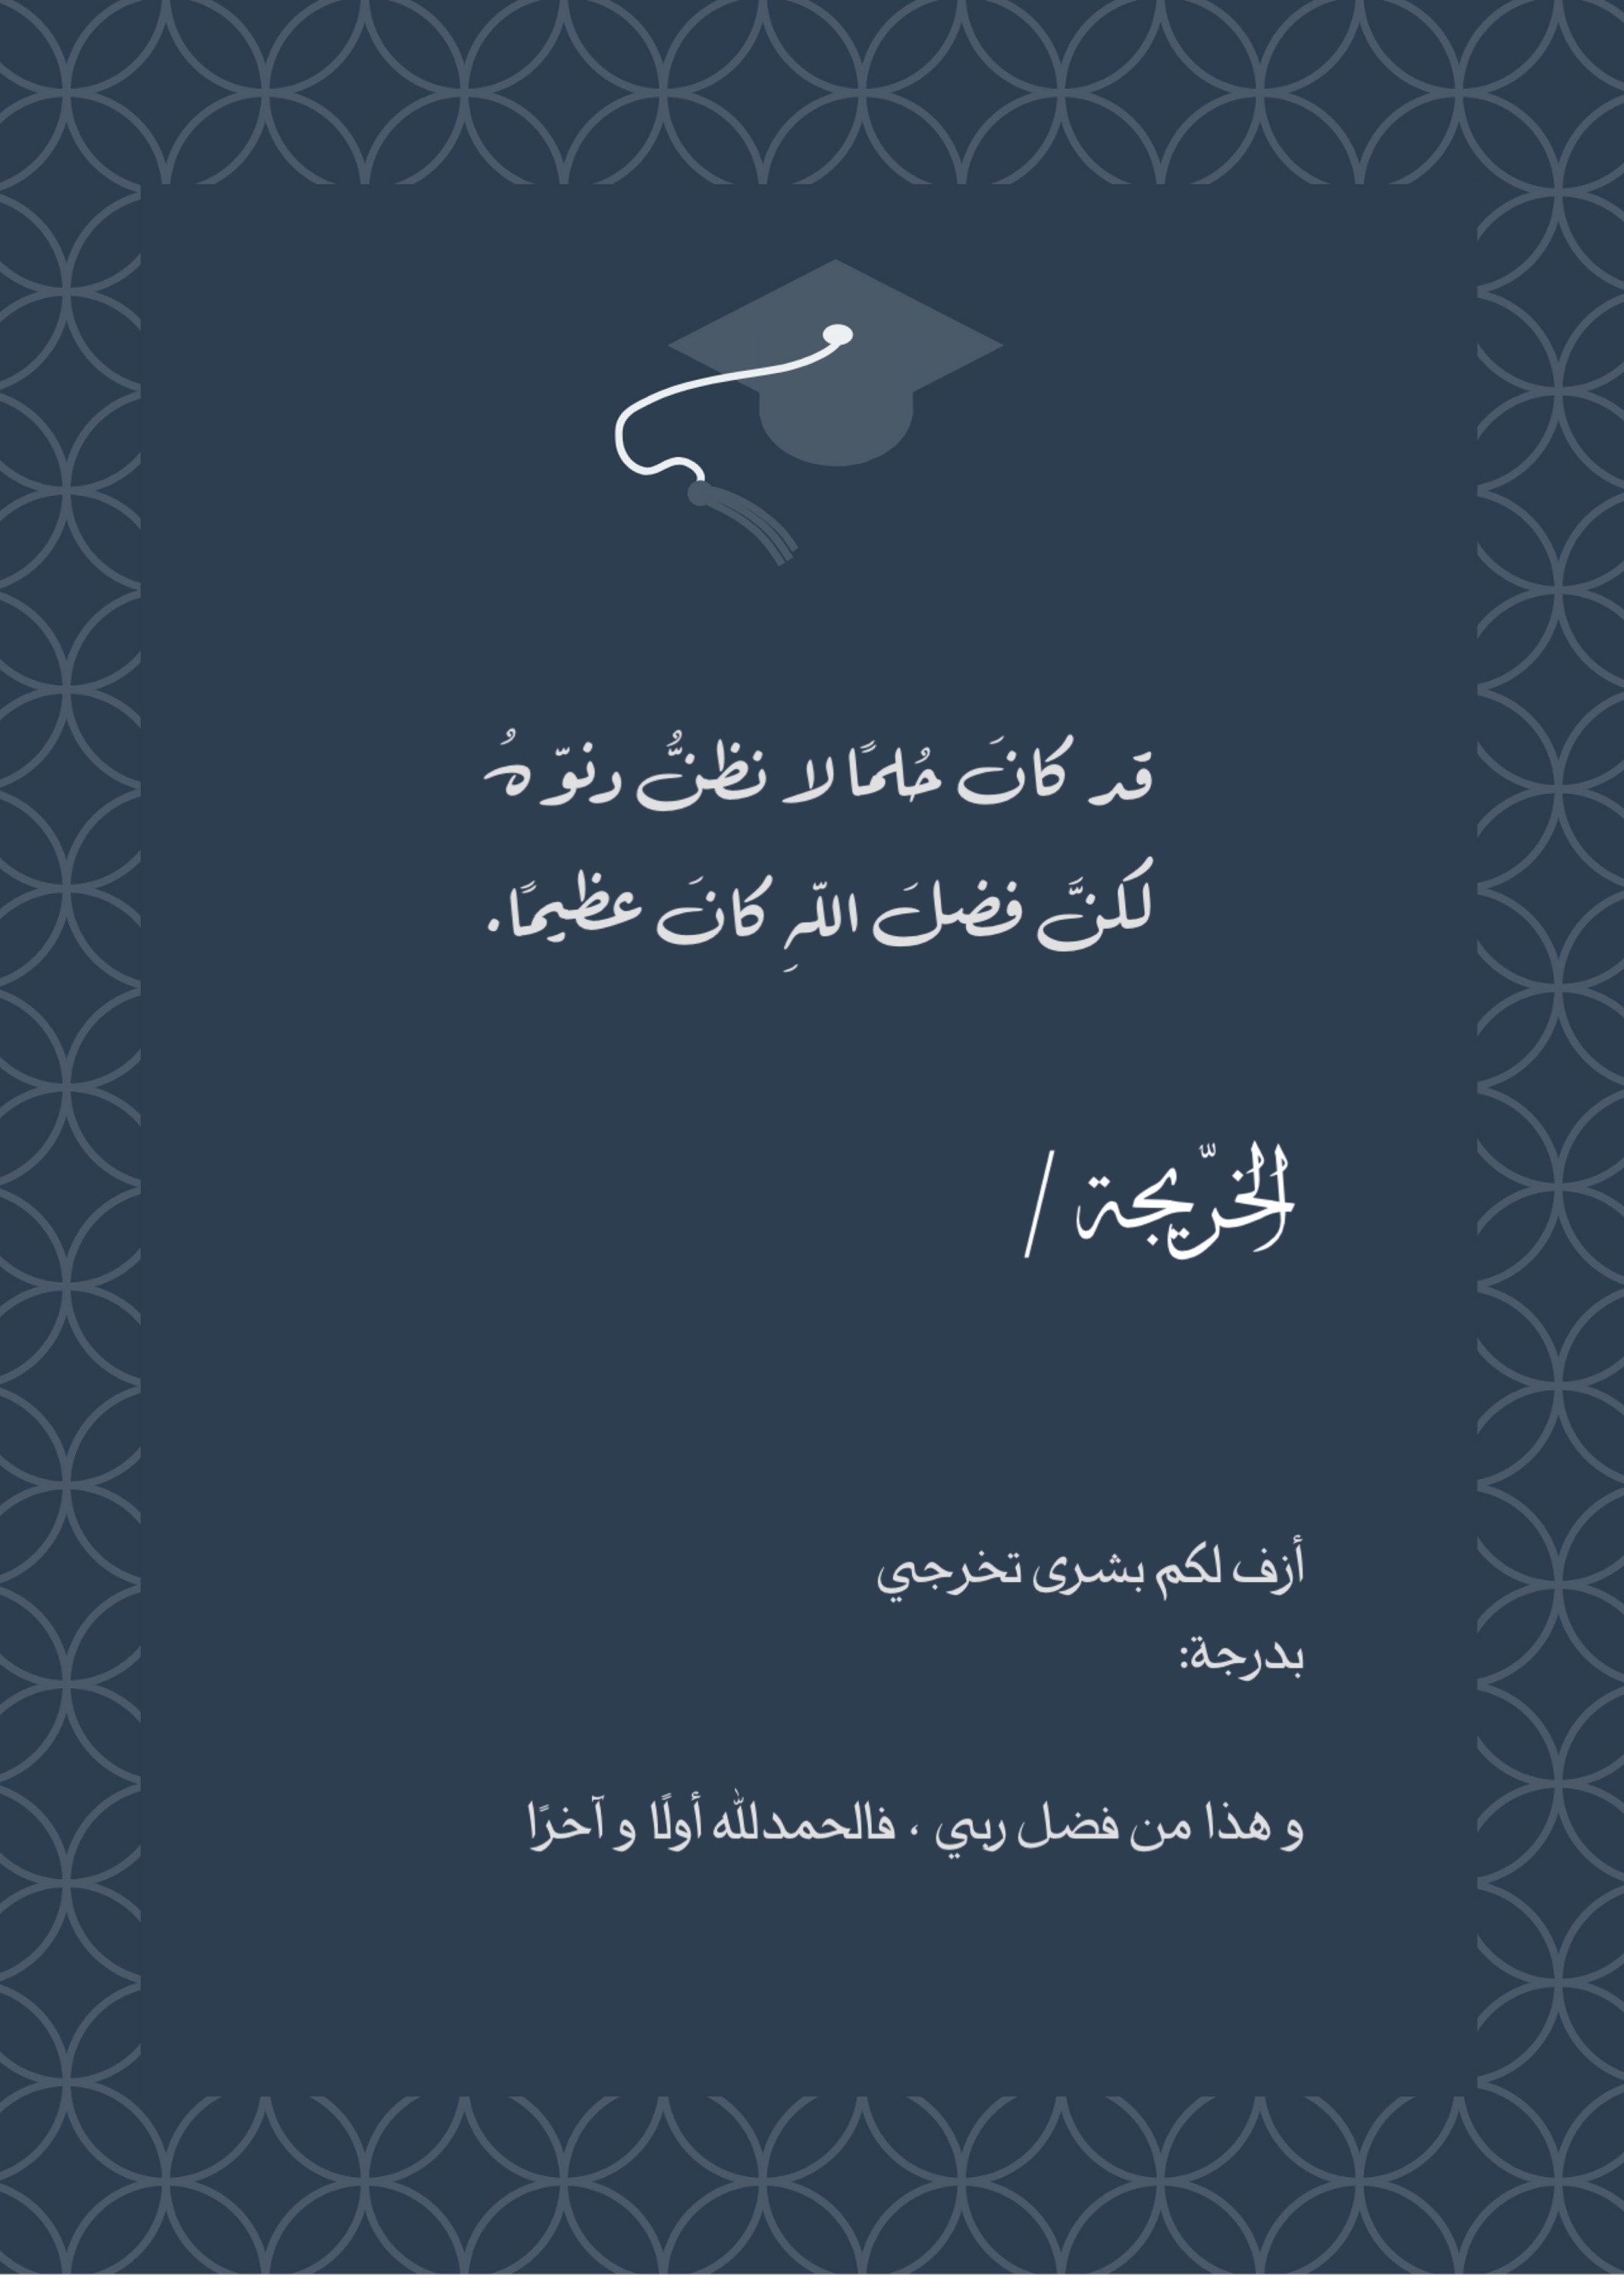 قد كانَ حُلمًا لا نظنُّ دنوّهُ
لكنَّ فضلَ اللّهِ كانَ عظيمًا.
الخرّيجة /
أزف لكم بشرى تخرجي
بدرجة:
و هذا من فضل ربي ، فالحمدلله أولًا و آخرًا